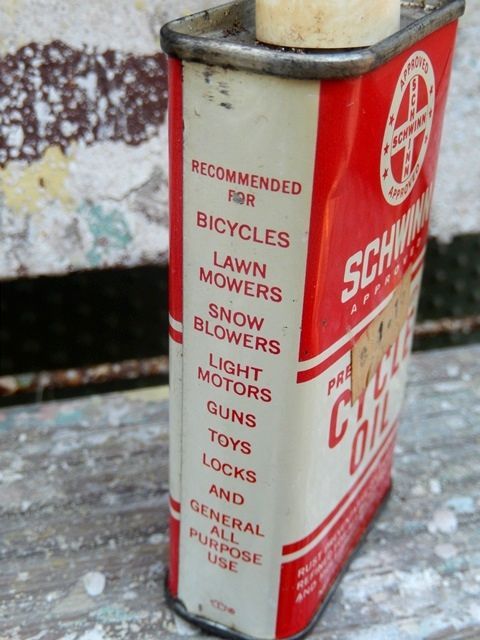 RECOMMENDED
FOR
BICYCLES
LAWN
MOWERS
SNOW
BLOWERS
LIGHT
MOTORS
GUNS
TOYS
LOCKS
AND
GENERAL
ALL
PURPOSE
USE
APPROVED
SCHWINN
SCHWINN
APPROVED
SCHWINN
APPROVED
CYCLE
OIL